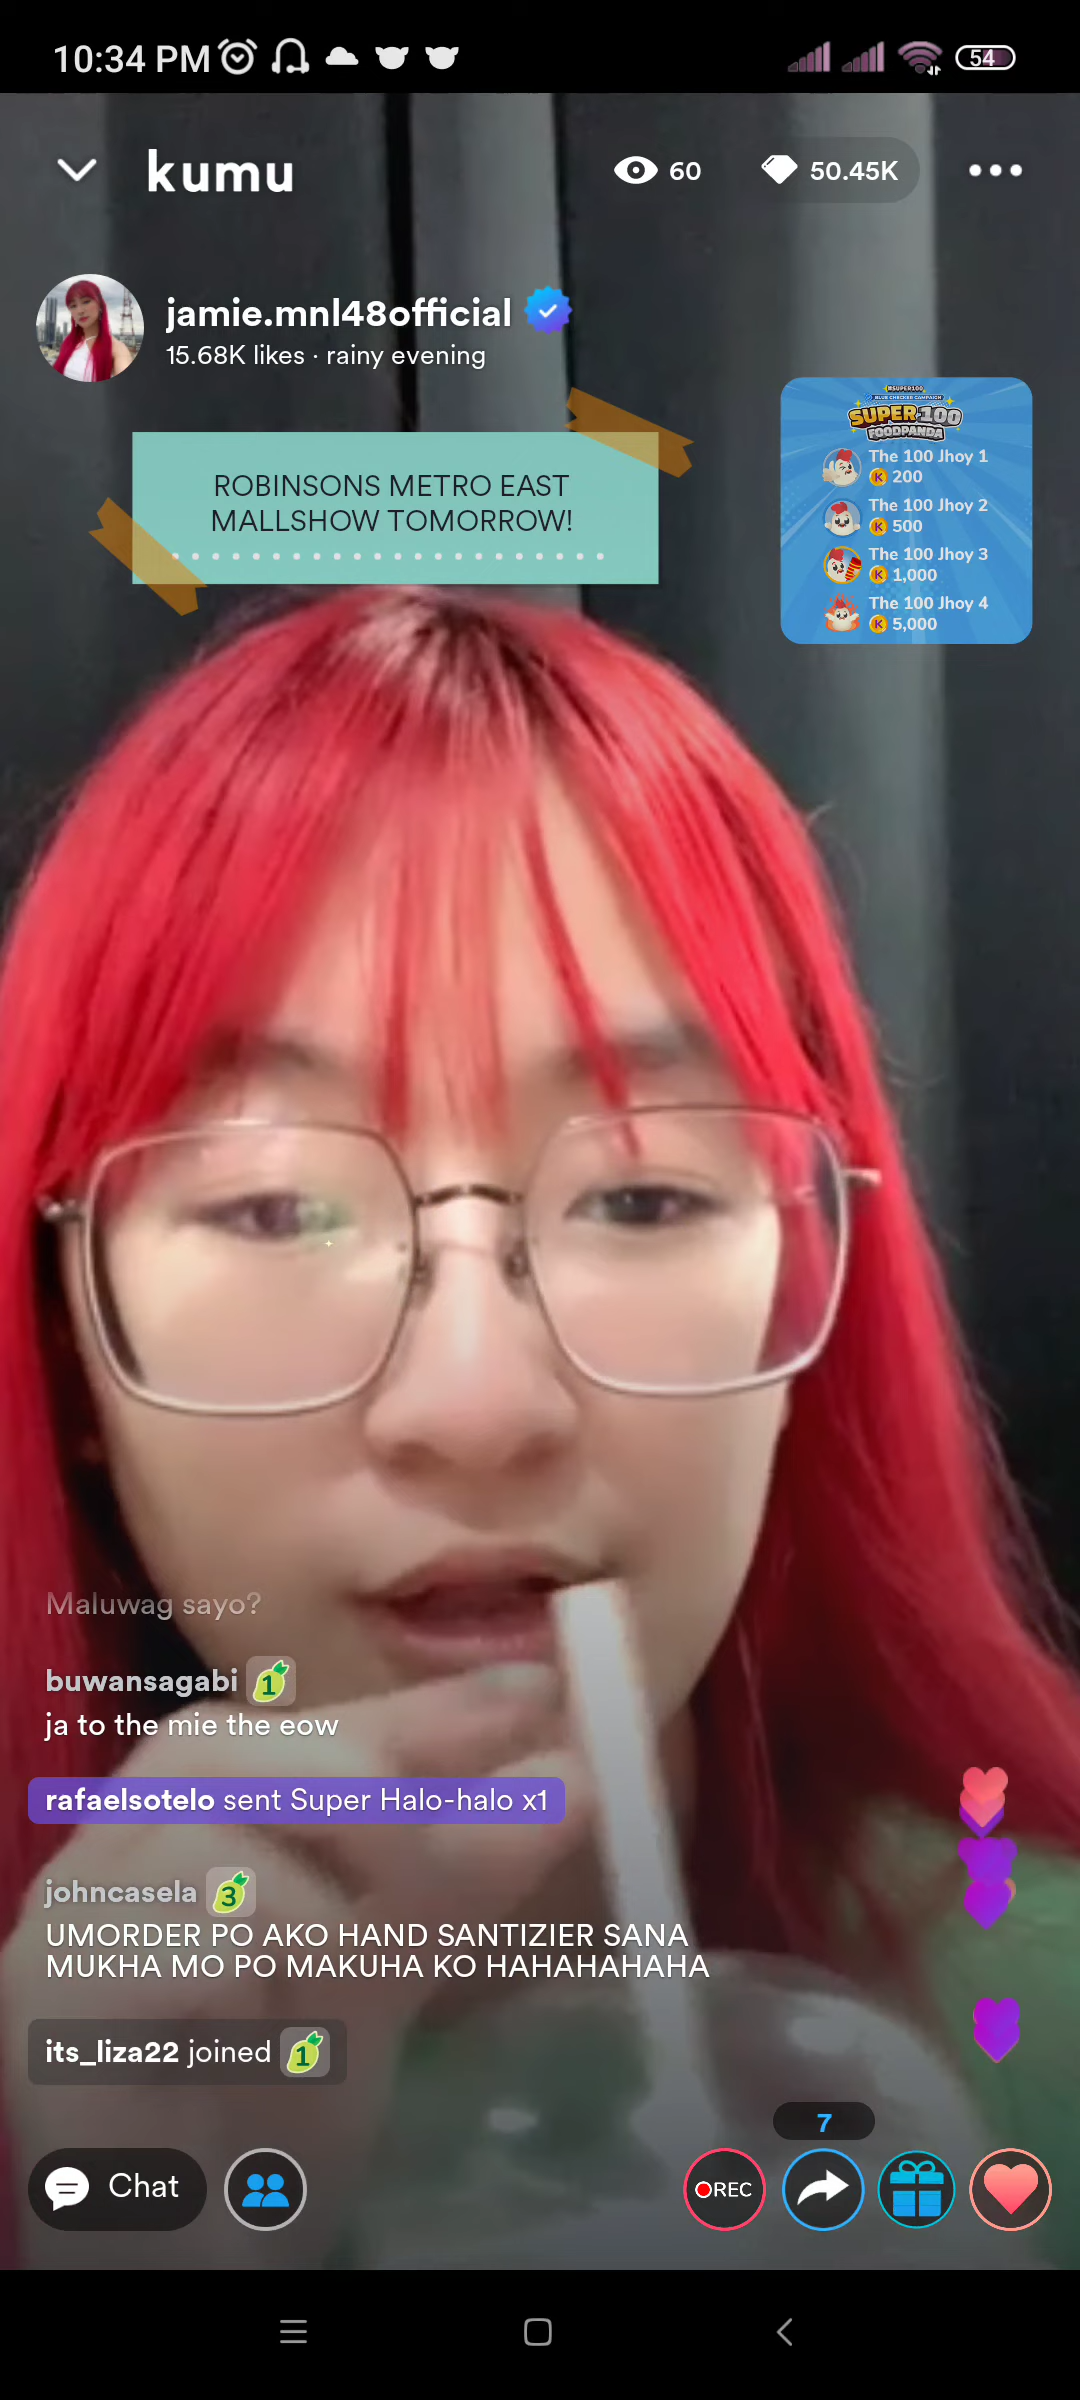 10:34 PM
54
kumu
60
50.45K
jamie.mnl48official
15.68K likes · rainy evening
ROBINSONS METRO EAST
MALLSHOW TOMORROW!
#SUPER100
BLUE CHECKER CAMPAIGN
SUPER 100
FOODPANDA
The 100 Jhoy 1
K 200
The 100 Jhoy 2
K 500
The 100 Jhoy 3
K 1,000
The 100 Jhoy 4
K 5,000
Maluwag sayo?
buwansagabi 1
ja to the mie the eow
rafaelsotelo sent Super Halo-halo x1
johncasela 3
UMORDER PO AKO HAND SANTIZIER SANA
MUKHA MO PO MAKUHA KO HAHAHAHAHA
its_liza22 joined 1
7
Chat
REC